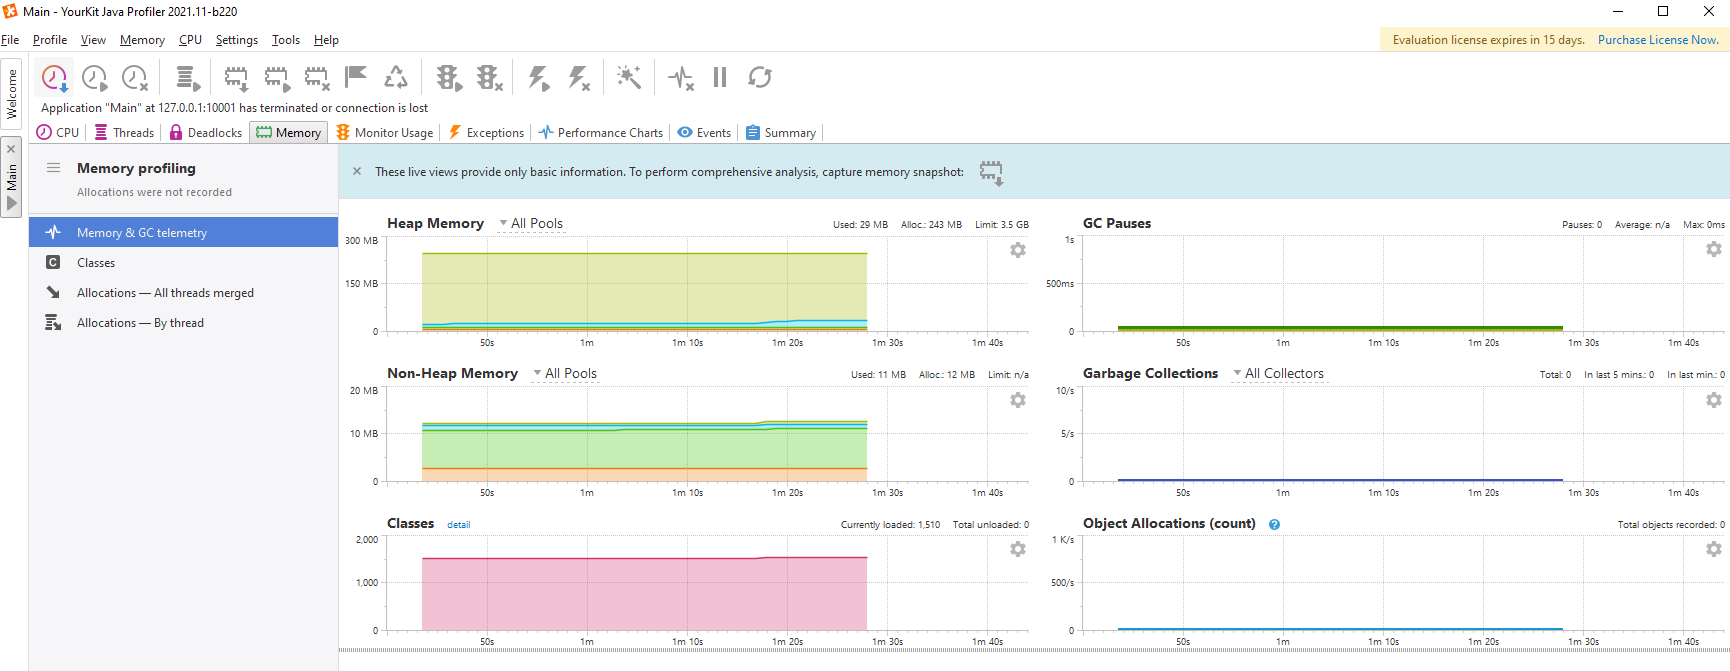 Main - YourKit Java Profiler 2021.11-b220
File Profile View Memory CPU Settings Tools Help
Evaluation license expires in 15 days. Purchase License Now.
Welcome
Application "Main" at 127.0.0.1:10001 has terminated or connection is lost
CPU Threads Deadlocks Memory Monitor Usage Exceptions Performance Charts Events Summary
Main
Memory profiling
Allocations were not recorded
Memory & GC telemetry
C Classes
Allocations — All threads merged
Allocations — By thread
These live views provide only basic information. To perform comprehensive analysis, capture memory snapshot:
Heap Memory All Pools Used: 29 MB Alloc.: 243 MB Limit: 3.5 GB
300 MB
150 MB
0
50s 1m 1m 10s 1m 20s 1m 30s 1m 40s
GC Pauses Pauses: 0 Average: n/a Max: 0ms
1s
500ms
0
50s 1m 1m 10s 1m 20s 1m 30s 1m 40s
Non-Heap Memory All Pools Used: 11 MB Alloc.: 12 MB Limit: n/a
20 MB
10 MB
0
50s 1m 1m 10s 1m 20s 1m 30s 1m 40s
Garbage Collections All Collectors Total: 0 In last 5 mins.: 0 In last min.: 0
10/s
5/s
0
50s 1m 1m 10s 1m 20s 1m 30s 1m 40s
Classes detail Currently loaded: 1,510 Total unloaded: 0
2,000
1,000
0
50s 1m 1m 10s 1m 20s 1m 30s 1m 40s
Object Allocations (count) ? Total objects recorded: 0
1 K/s
500/s
0
50s 1m 1m 10s 1m 20s 1m 30s 1m 40s